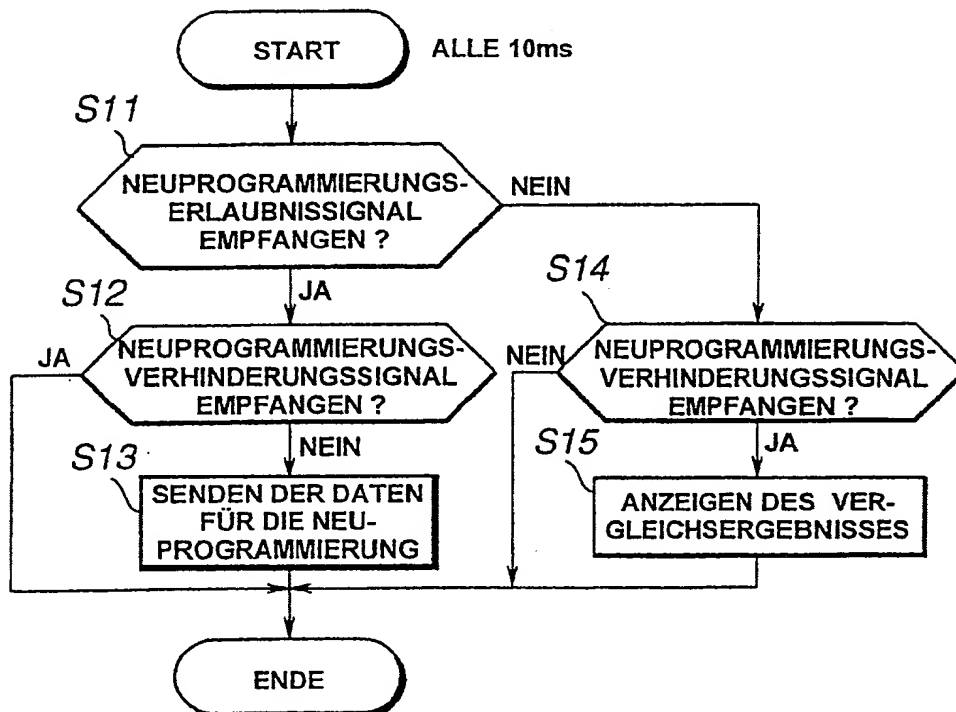 START
ALLE 10ms
S11
NEUPROGRAMMIERUNGS-
ERLAUBNISSIGNAL
EMPFANGEN ?
NEIN
JA
S12
JA
NEUPROGRAMMIERUNGS-
VERHINDERUNGSSIGNAL
EMPFANGEN ?
NEIN
S13
SENDEN DER DATEN
FÜR DIE NEU-
PROGRAMMIERUNG
S14
NEIN
NEUPROGRAMMIERUNGS-
VERHINDERUNGSSIGNAL
EMPFANGEN ?
JA
S15
ANZEIGEN DES VER-
GLEICHSERGEBNISSES
ENDE